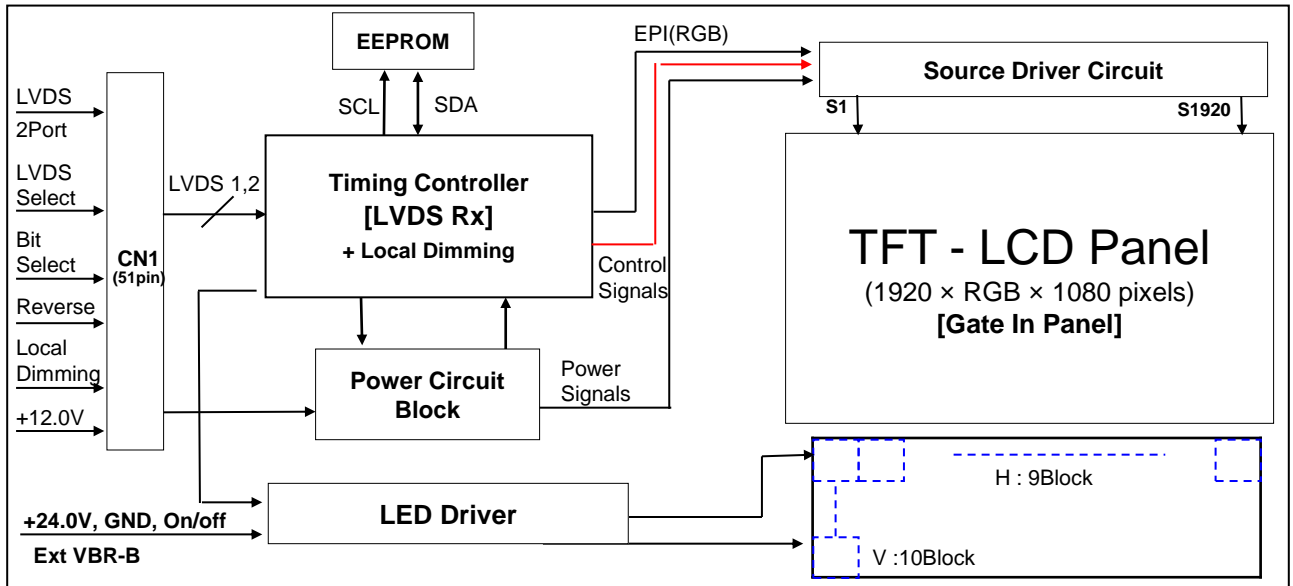 LVDS
2Port
LVDS
Select
Bit
Select
Reverse
Local
Dimming
+12.0V
CN1
(51pin)
LVDS 1,2
EEPROM
SCL
SDA
Timing Controller
[LVDS Rx]
+ Local Dimming
Power Circuit
Block
EPI(RGB)
Control
Signals
Power
Signals
Source Driver Circuit
S1
S1920
TFT - LCD Panel
(1920 × RGB × 1080 pixels)
[Gate In Panel]
+24.0V, GND, On/off
Ext VBR-B
LED Driver
H : 9Block
V :10Block